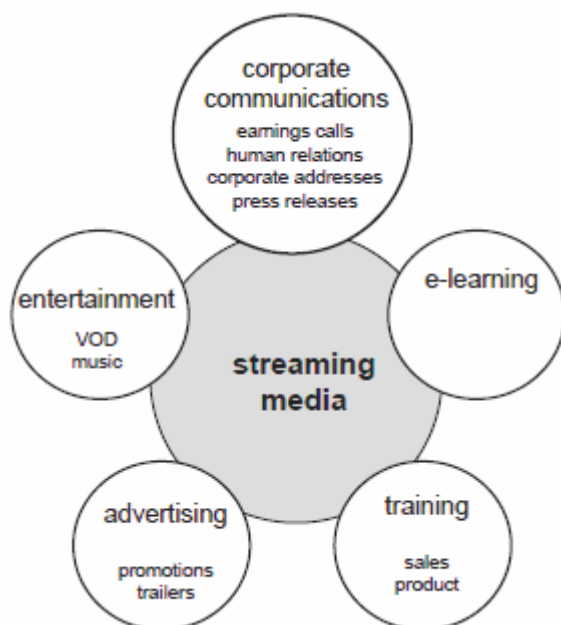 corporate
communications
earnings calls
human relations
corporate addresses
press releases
entertainment
VOD
music
e-learning
streaming
media
advertising
promotions
trailers
training
sales
product